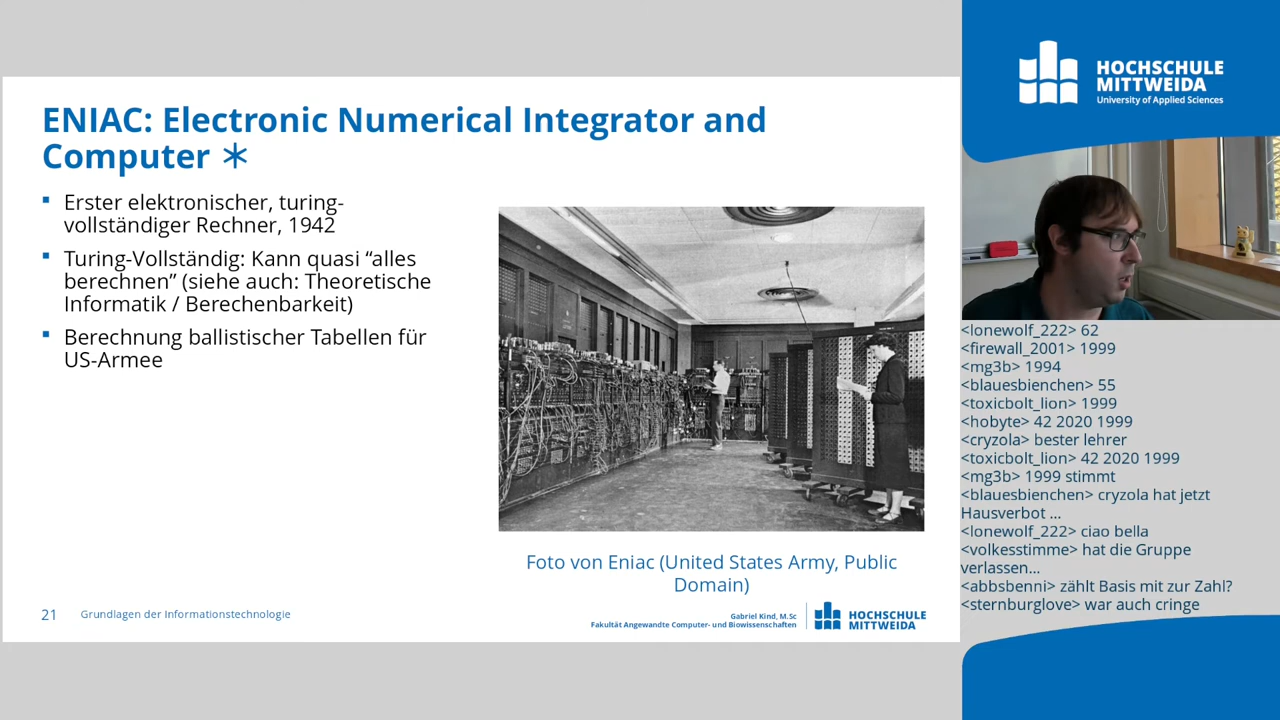 ENIAC: Electronic Numerical Integrator and
Computer ∗
Erster elektronischer, turing-
vollständiger Rechner, 1942
Turing-Vollständig: Kann quasi “alles
berechnen” (siehe auch: Theoretische
Informatik / Berechenbarkeit)
Berechnung ballistischer Tabellen für
US-Armee
Foto von Eniac (United States Army, Public
Domain)
21
Grundlagen der Informationstechnologie
Gabriel Kind, M.Sc
Fakultät Angewandte Computer- und Biowissenschaften
HOCHSCHULE
MITTWEIDA
HOCHSCHULE
MITTWEIDA
University of Applied Sciences
<lonewolf_222> 62
<firewall_2001> 1999
<mg3b> 1994
<blauesbienchen> 55
<toxicbolt_lion> 1999
<hobyte> 42 2020 1999
<cryzola> bester lehrer
<toxicbolt_lion> 42 2020 1999
<mg3b> 1999 stimmt
<blauesbienchen> cryzola hat jetzt
Hausverbot ...
<lonewolf_222> ciao bella
<volkesstimme> hat die Gruppe
verlassen...
<abbsbenni> zählt Basis mit zur Zahl?
<sternburglove> war auch cringe